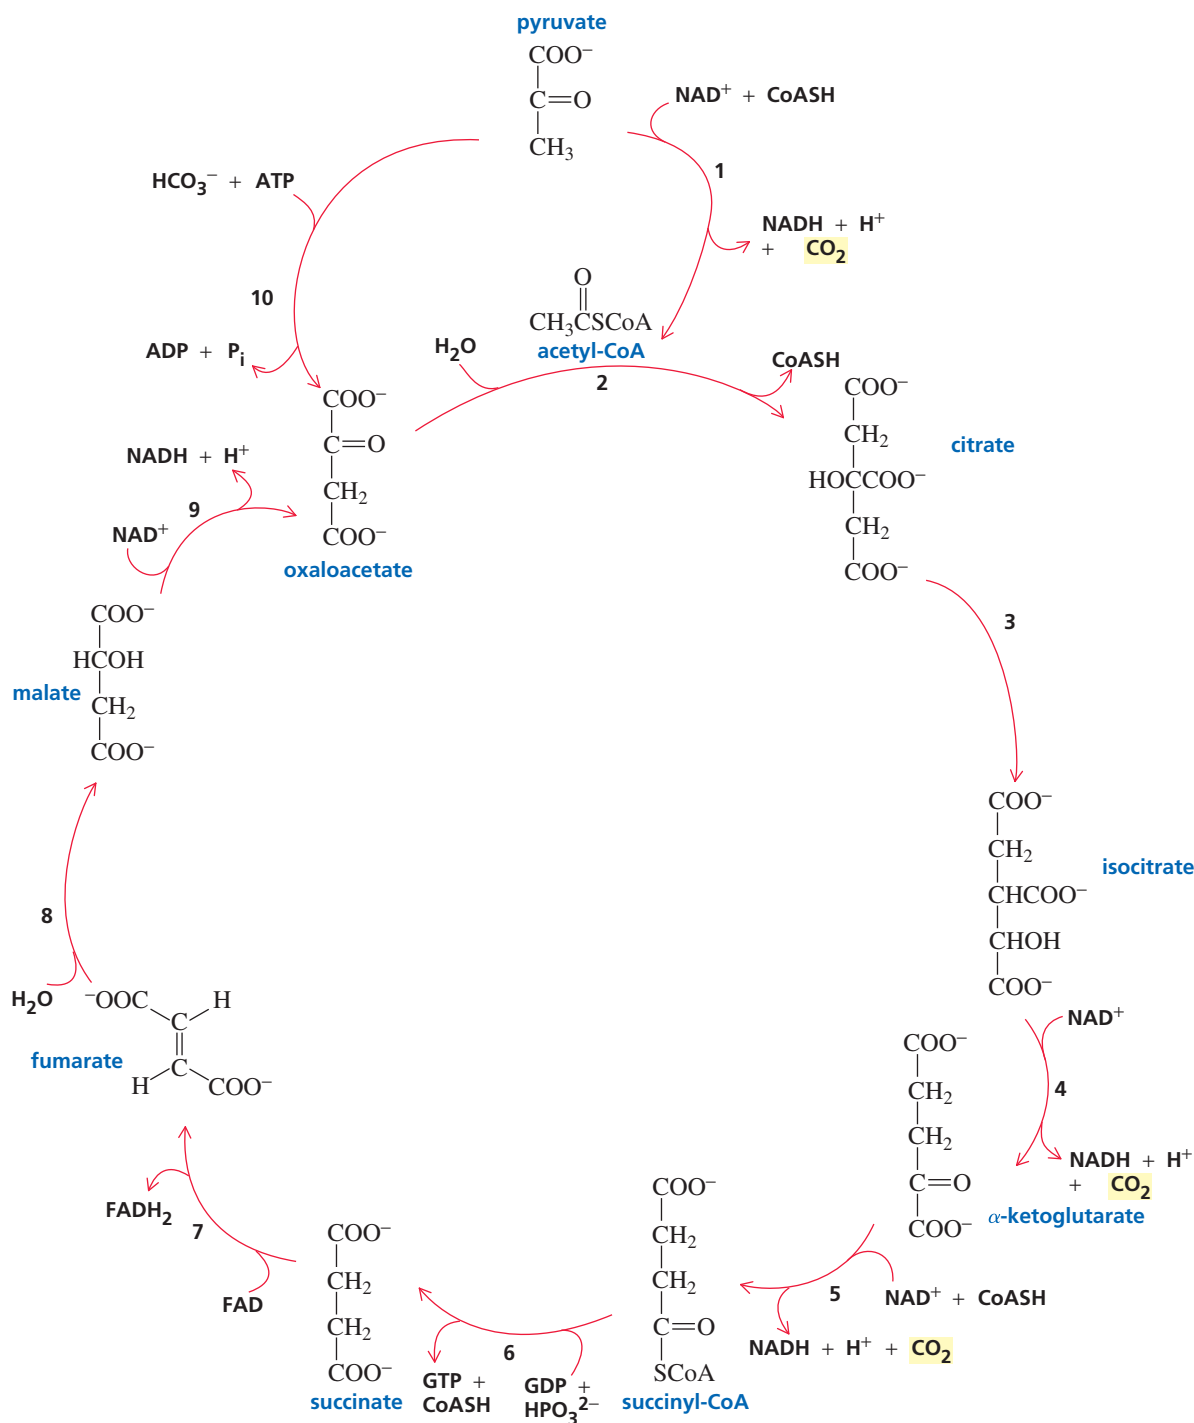 pyruvate
COO⁻
C=O
CH₃
NAD⁺ + CoASH
1
HCO₃⁻ + ATP
NADH + H⁺
+ CO₂
10
O
CH₃CSCoA
acetyl-CoA
ADP + Pᵢ
H₂O
2
CoASH
COO⁻
C=O
CH₂
COO⁻
oxaloacetate
COO⁻
CH₂
HOCCOO⁻
CH₂
COO⁻
citrate
NADH + H⁺
9
NAD⁺
3
COO⁻
HCOH
CH₂
COO⁻
malate
COO⁻
CH₂
CHCOO⁻
CHOH
COO⁻
isocitrate
8
H₂O
⁻OOC
H
C
C
H
COO⁻
fumarate
NAD⁺
4
NADH + H⁺
+ CO₂
COO⁻
CH₂
CH₂
C=O
COO⁻
α-ketoglutarate
FADH₂
7
FAD
COO⁻
CH₂
CH₂
C=O
SCoA
succinyl-CoA
5
NAD⁺ + CoASH
NADH + H⁺ + CO₂
COO⁻
CH₂
CH₂
COO⁻
succinate
6
GTP +
CoASH
GDP +
HPO₃²⁻